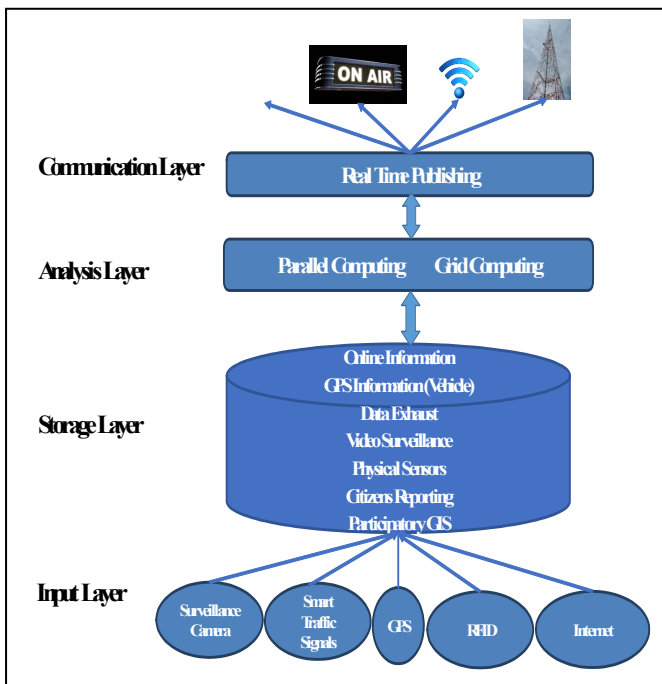 ON AIR
Communication Layer
Real Time Publishing
Analysis Layer
Parallel Computing Grid Computing
Online Information
GPS Information (Vehicle)
Storage Layer
Data Exhaust
Video Surveillance
Physical Sensors
Citizens Reporting
Participatory GIS
Input Layer
Surveillance
Camera
Smart
Traffic
Signals
GPS
RFID
Internet